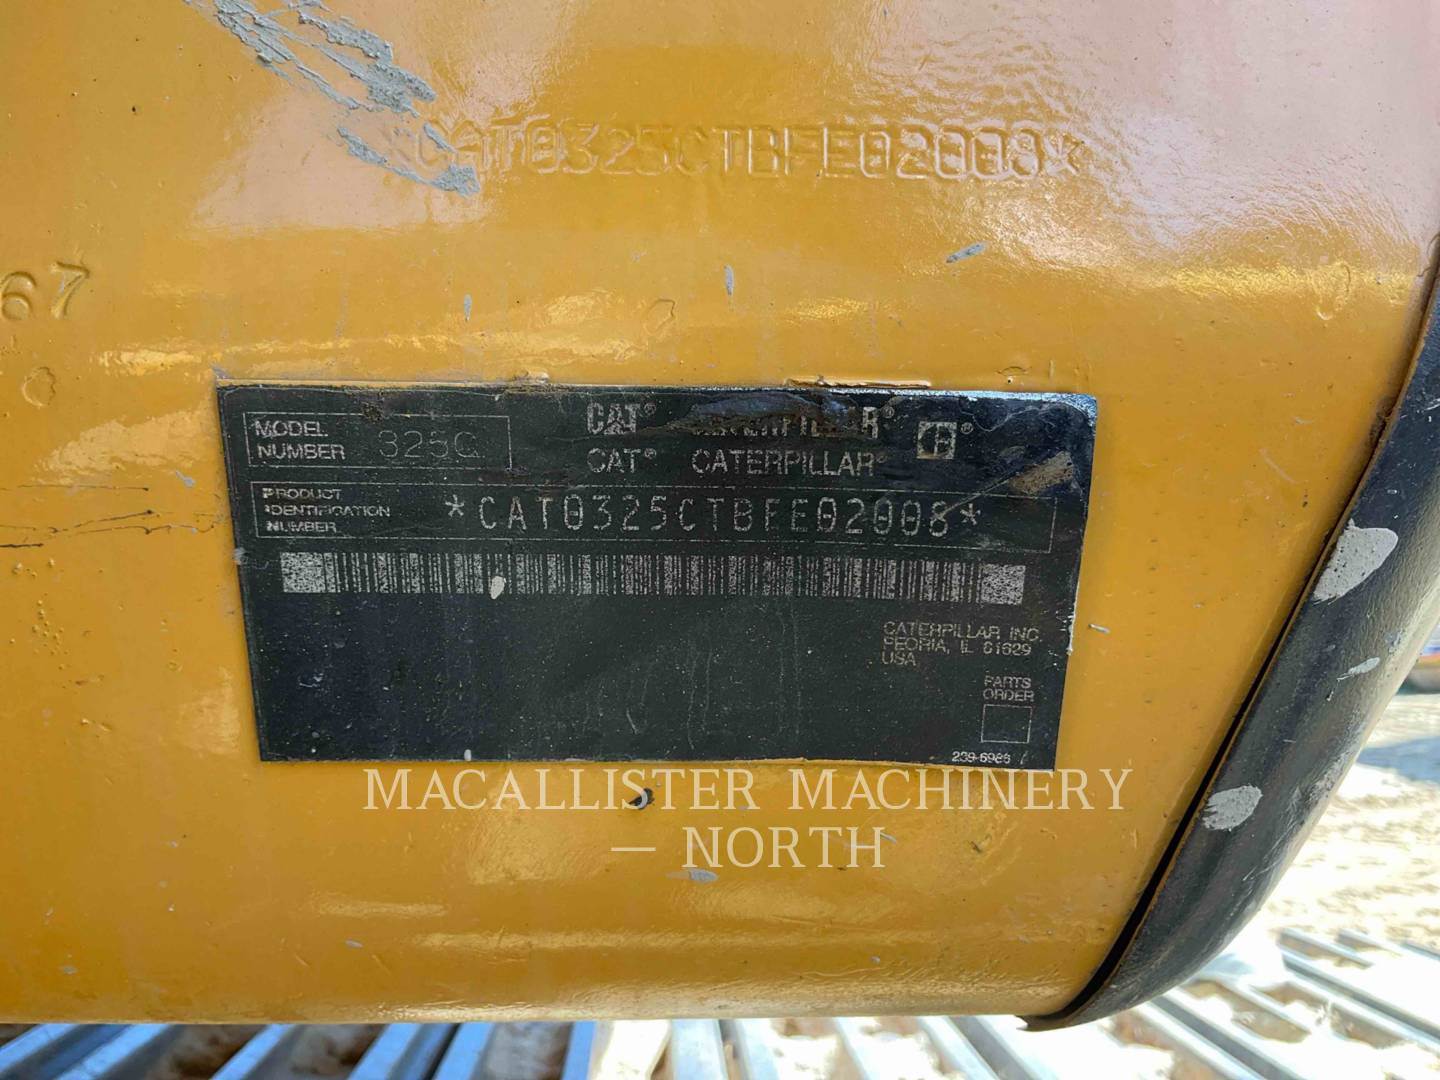 *CAT0325CTBFE02008*
67
CAT® CATERPILLAR®
MODEL NUMBER 325C
CAT® CATERPILLAR®
PRODUCT IDENTIFICATION NUMBER *CAT0325CTBFE02008*
CATERPILLAR INC.
PEORIA, IL 61629
USA
PARTS
ORDER
239-5986
MACALLISTER MACHINERY
— NORTH